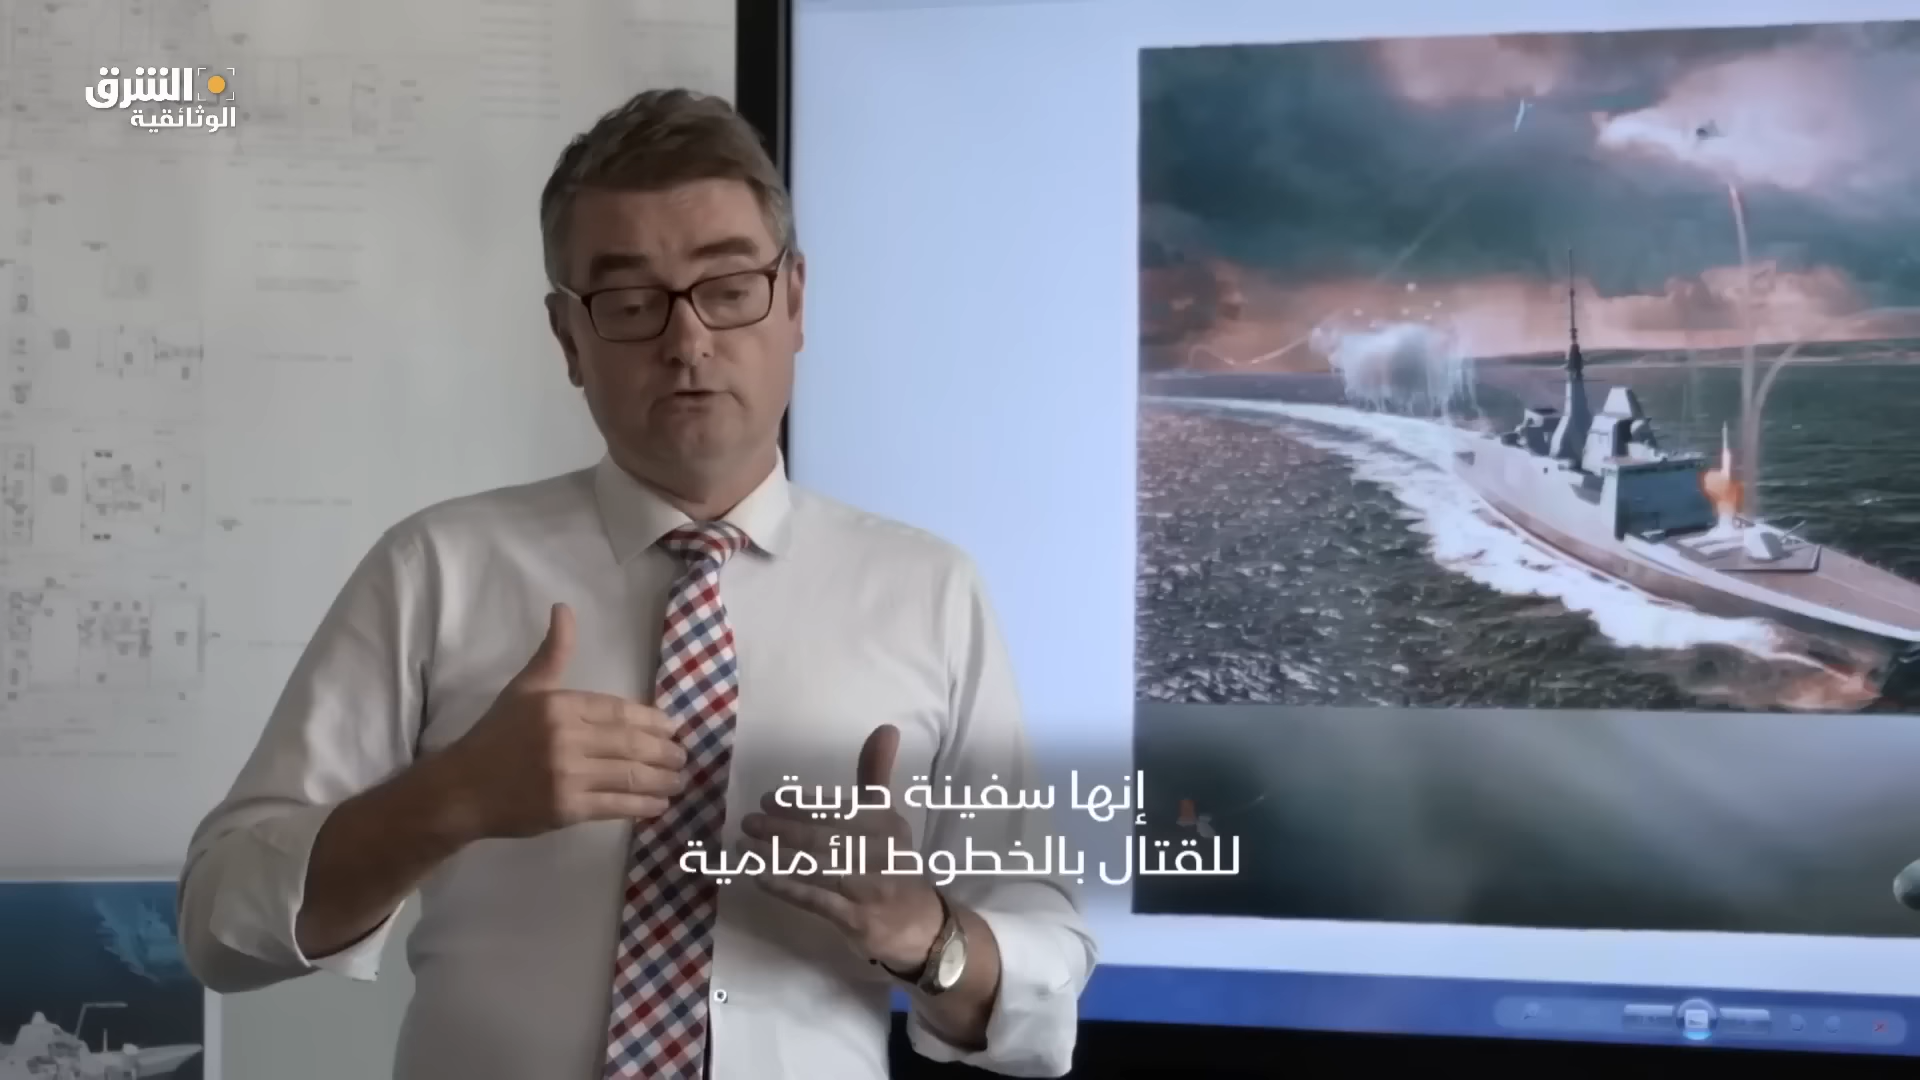 الشرق
الوثائقية
إنها سفينة حربية
للقتال بالخطوط الأمامية